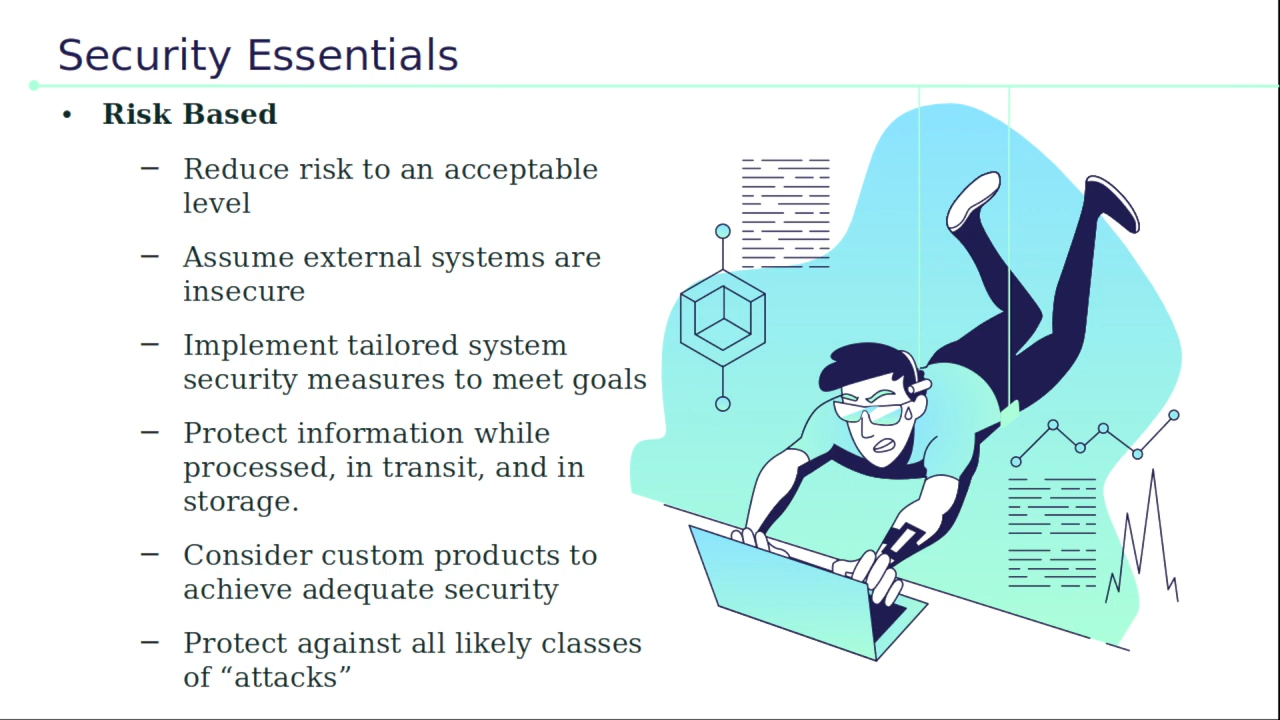 Security Essentials
• Risk Based
– Reduce risk to an acceptable
level
– Assume external systems are
insecure
– Implement tailored system
security measures to meet goals
– Protect information while
processed, in transit, and in
storage.
– Consider custom products to
achieve adequate security
– Protect against all likely classes
of “attacks”